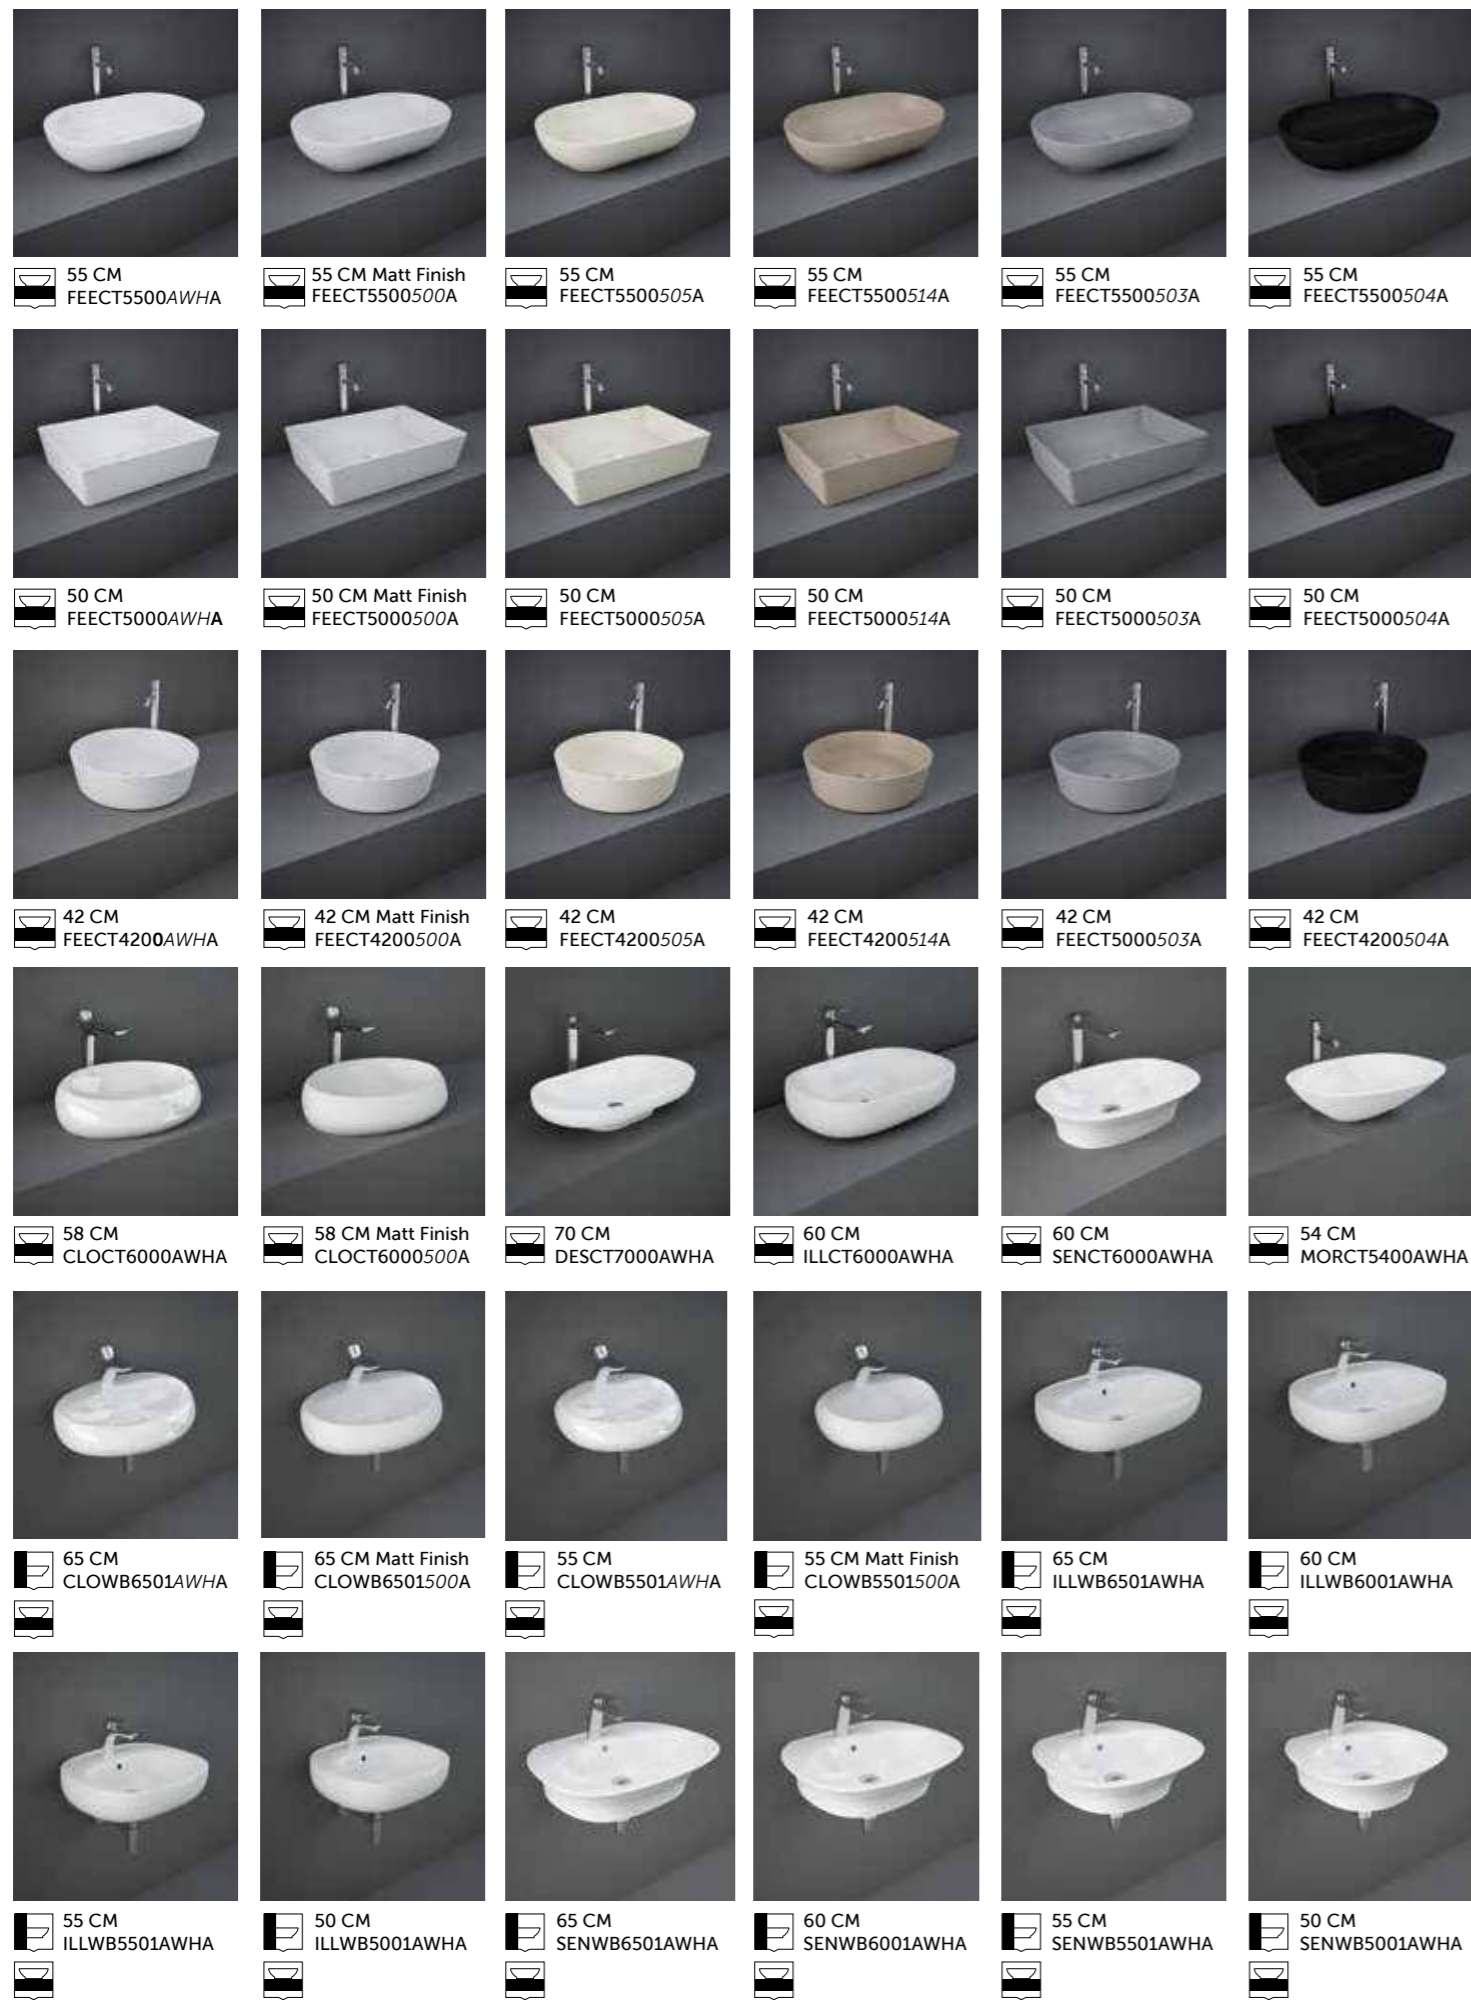 55 CM
FEECT5500AWHA
55 CM Matt Finish
FEECT5500500A
55 CM
FEECT5500505A
55 CM
FEECT5500514A
55 CM
FEECT5500503A
55 CM
FEECT5500504A
50 CM
FEECT5000AWHA
50 CM Matt Finish
FEECT5000500A
50 CM
FEECT5000505A
50 CM
FEECT5000514A
50 CM
FEECT5000503A
50 CM
FEECT5000504A
42 CM
FEECT4200AWHA
42 CM Matt Finish
FEECT4200500A
42 CM
FEECT4200505A
42 CM
FEECT4200514A
42 CM
FEECT5000503A
42 CM
FEECT4200504A
58 CM
CLOCT6000AWHA
58 CM Matt Finish
CLOCT6000500A
70 CM
DESCT7000AWHA
60 CM
ILLCT6000AWHA
60 CM
SENCT6000AWHA
54 CM
MORCT5400AWHA
65 CM
CLOWB6501AWHA
65 CM Matt Finish
CLOWB6501500A
55 CM
CLOWB5501AWHA
55 CM Matt Finish
CLOWB5501500A
65 CM
ILLWB6501AWHA
60 CM
ILLWB6001AWHA
55 CM
ILLWB5501AWHA
50 CM
ILLWB5001AWHA
65 CM
SENWB6501AWHA
60 CM
SENWB6001AWHA
55 CM
SENWB5501AWHA
50 CM
SENWB5001AWHA